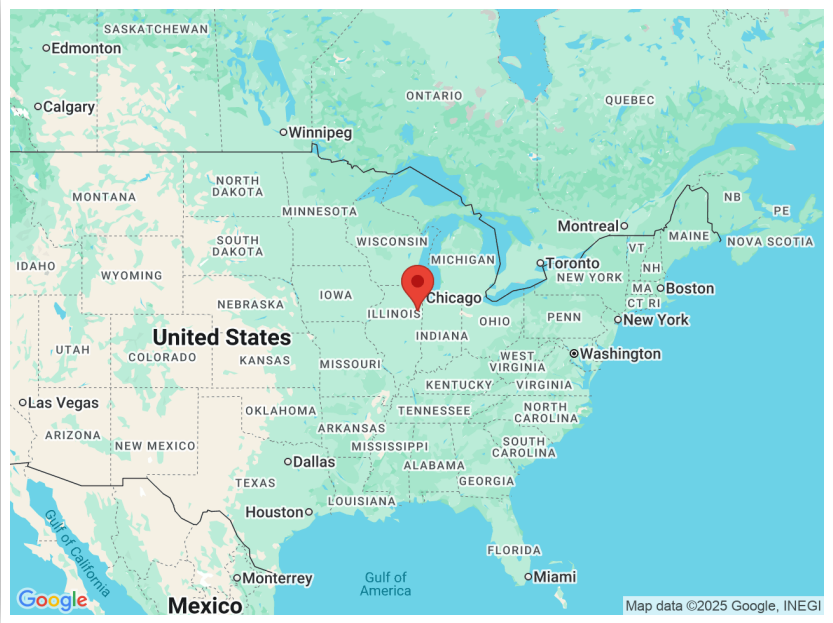 SASKATCHEWAN
Edmonton
Calgary
ONTARIO
QUEBEC
Winnipeg
NORTH
DAKOTA
MONTANA
MINNESOTA
NB
PE
Montreal
MAINE
NOVA SCOTIA
SOUTH
DAKOTA
WISCONSIN
VT
MICHIGAN
Toronto
NH
IDAHO
WYOMING
NEW YORK
MA
Boston
IOWA
Chicago
CT RI
NEBRASKA
ILLINOIS
OHIO
PENN
New York
United States
INDIANA
UTAH
COLORADO
KANSAS
MISSOURI
WEST
VIRGINIA
Washington
KENTUCKY
VIRGINIA
Las Vegas
OKLAHOMA
TENNESSEE
NORTH
CAROLINA
ARIZONA
NEW MEXICO
ARKANSAS
MISSISSIPPI
SOUTH
CAROLINA
Dallas
ALABAMA
TEXAS
GEORGIA
LOUISIANA
Houston
Gulf of California
FLORIDA
Monterrey
Gulf of
America
Miami
Google
Mexico
Map data ©2025 Google, INEGI